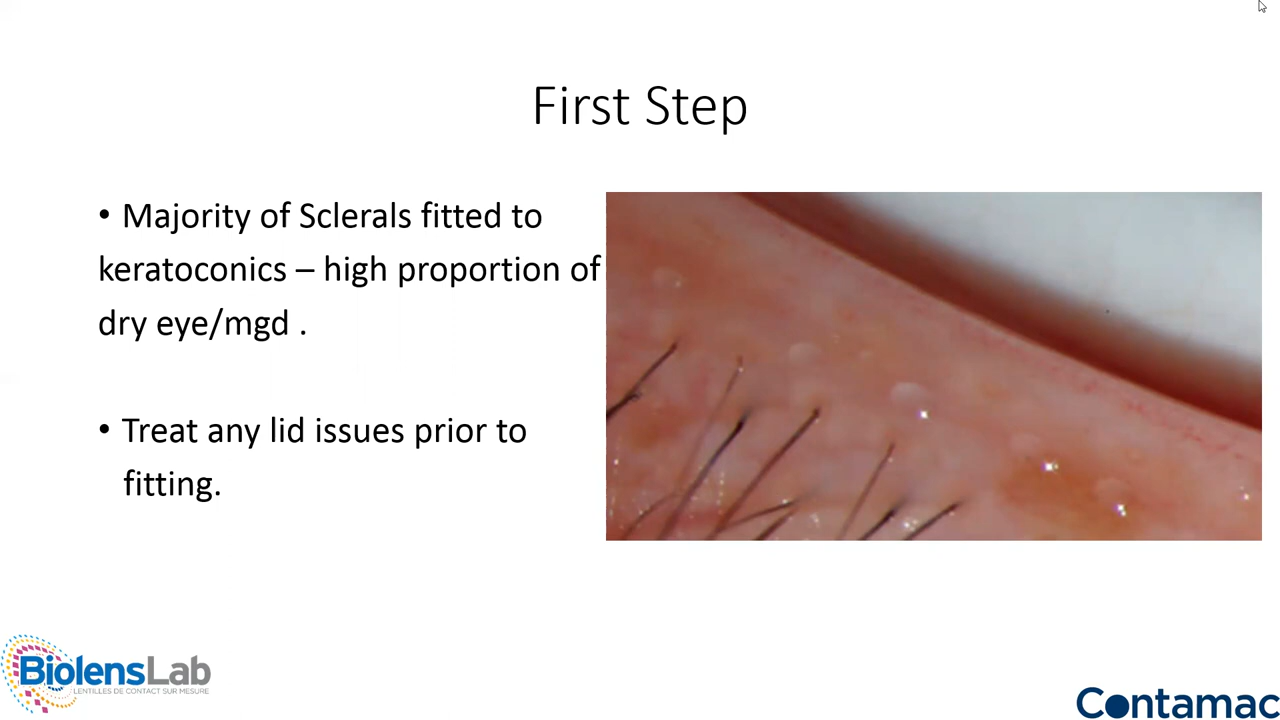 First Step
• Majority of Sclerals fitted to
keratoconics – high proportion of
dry eye/mgd .
• Treat any lid issues prior to
fitting.
BiolensLab
LENTILLES DE CONTACT SUR MESURE
Contamac